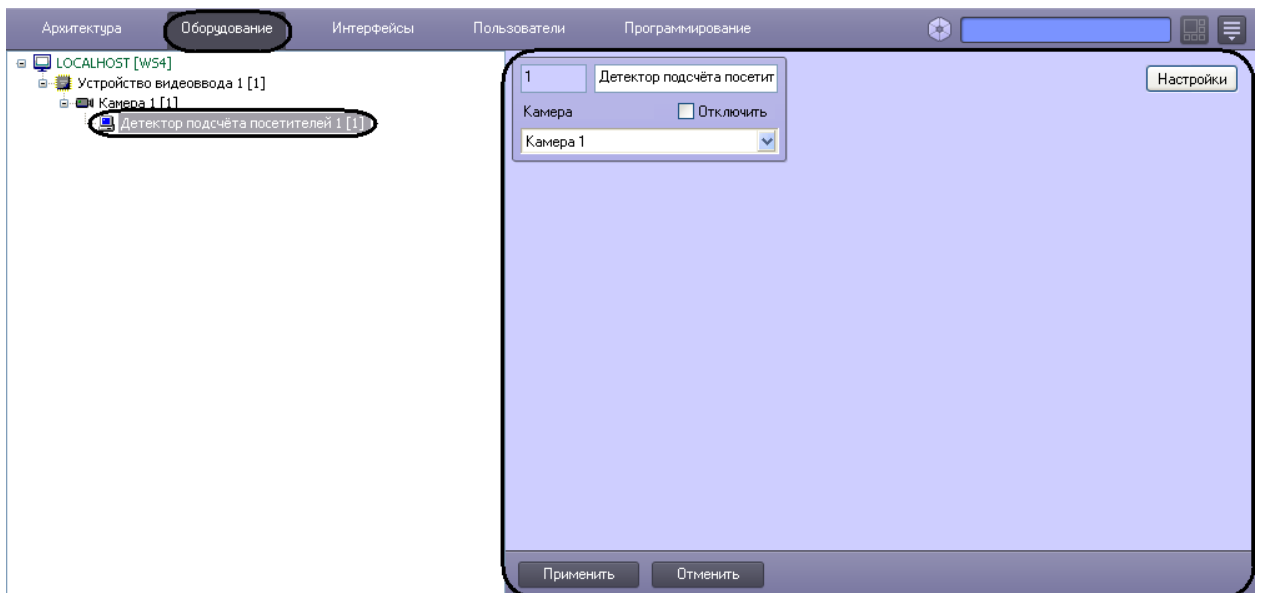 Архитектура Оборудование Интерфейсы Пользователи Программирование
LOCALHOST [WS4]
Устройство видеоввода 1 [1]
Камера 1 [1]
Детектор подсчёта посетителей 1 [1]
1 Детектор подсчёта посетит
Настройки
Камера Отключить
Камера 1
Применить Отменить